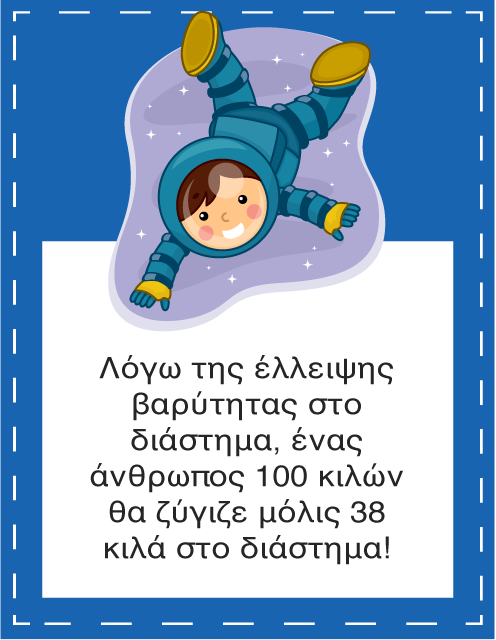 Λόγω της έλλειψης
βαρύτητας στο
διάστημα, ένας
άνθρωπος 100 κιλών
θα ζύγιζε μόλις 38
κιλά στο διάστημα!